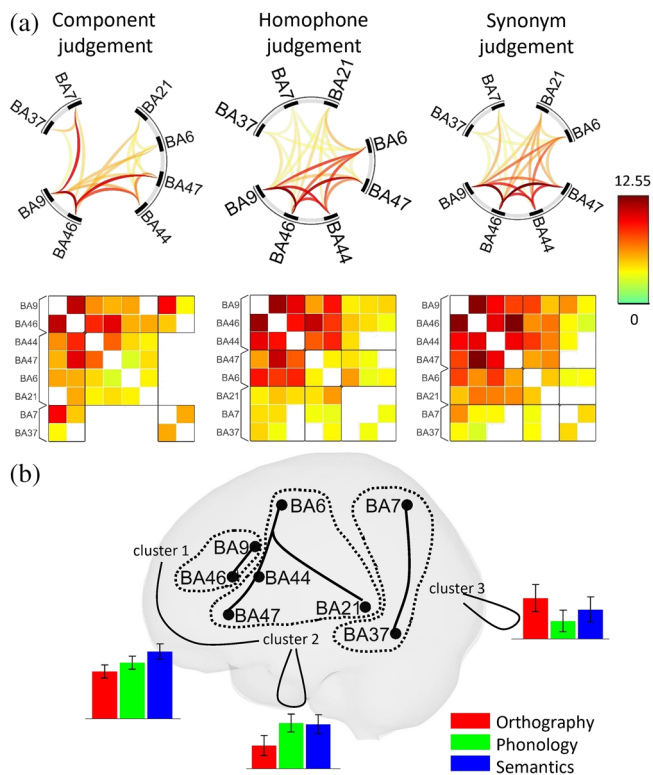 (a)
Component judgement
Homophone judgement
Synonym judgement
BA7
BA21
BA37
BA6
BA47
BA9
BA46
BA44
BA7
BA21
BA37
BA6
BA9
BA47
BA46
BA44
BA7
BA21
BA37
BA6
BA9
BA47
BA46
BA44
12.55
0
BA9
BA46
BA44
BA47
BA6
BA21
BA7
BA37
BA9
BA46
BA44
BA47
BA6
BA21
BA7
BA37
BA9
BA46
BA44
BA47
BA6
BA21
BA7
BA37
(b)
BA6
BA7
cluster 1
BA9
BA46
BA44
cluster 3
BA47
BA21
BA37
cluster 2
Orthography
Phonology
Semantics